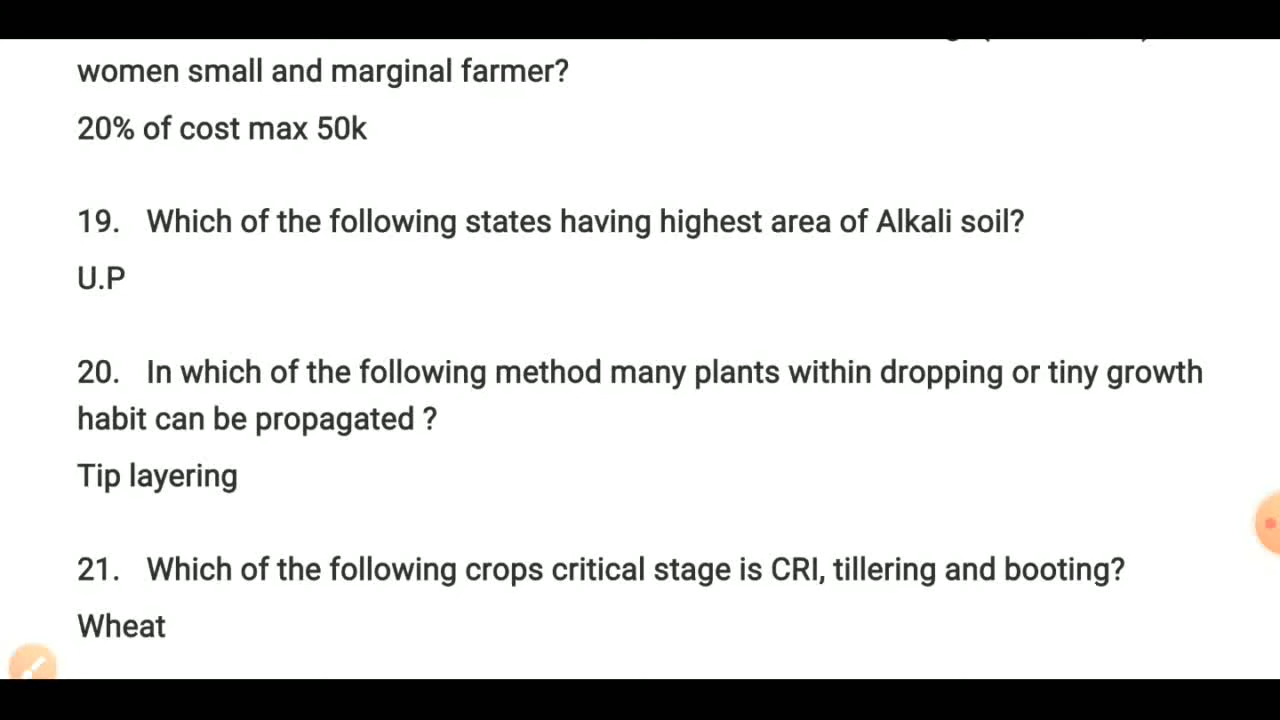 women small and marginal farmer?
20% of cost max 50k
19. Which of the following states having highest area of Alkali soil?
U.P
20. In which of the following method many plants within dropping or tiny growth
habit can be propagated ?
Tip layering
21. Which of the following crops critical stage is CRI, tillering and booting?
Wheat